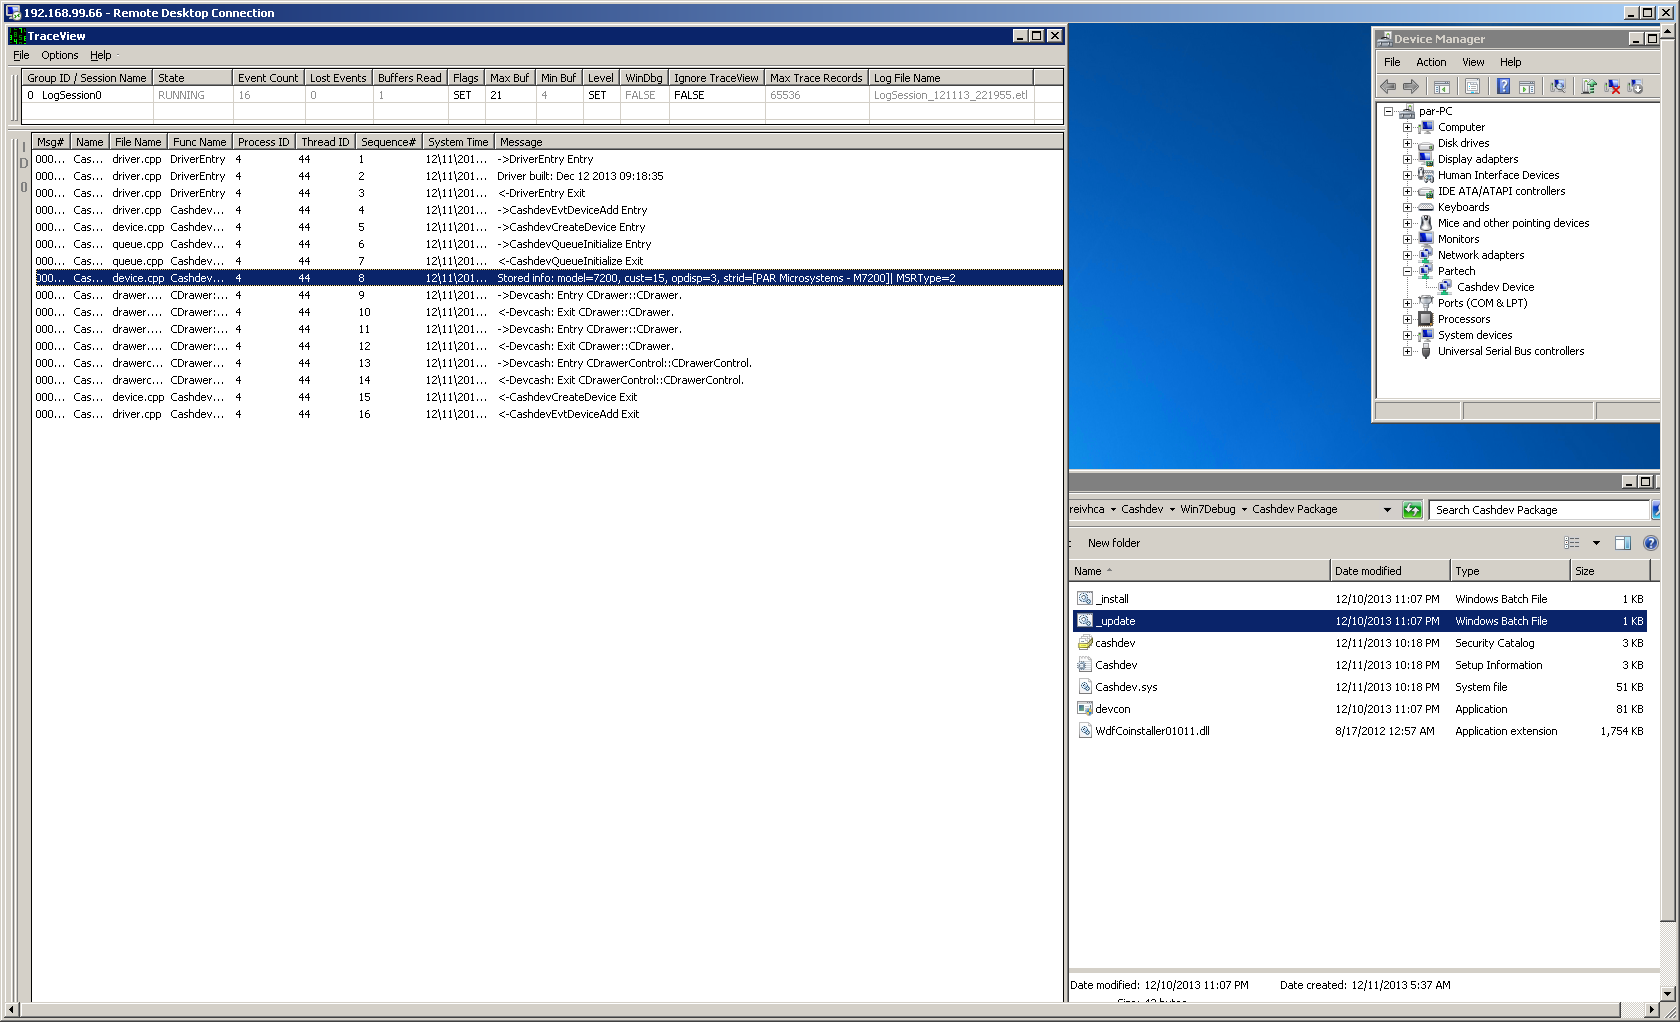 192.168.99.66 - Remote Desktop Connection
TraceView
File Options Help
Group ID / Session Name State Event Count Lost Events Buffers Read Flags Max Buf Min Buf Level WinDbg Ignore TraceView Max Trace Records Log File Name
0 LogSession0 RUNNING 16 0 1 SET 21 4 SET FALSE FALSE 65536 LogSession_121113_221955.etl
Msg# Name File Name Func Name Process ID Thread ID Sequence# System Time Message
000... Cas... driver.cpp DriverEntry 4 44 1 12\11\201... ->DriverEntry Entry
000... Cas... driver.cpp DriverEntry 4 44 2 12\11\201... Driver built: Dec 12 2013 09:18:35
000... Cas... driver.cpp DriverEntry 4 44 3 12\11\201... <-DriverEntry Exit
000... Cas... driver.cpp Cashdev... 4 44 4 12\11\201... ->CashdevEvtDeviceAdd Entry
000... Cas... device.cpp Cashdev... 4 44 5 12\11\201... ->CashdevCreateDevice Entry
000... Cas... queue.cpp Cashdev... 4 44 6 12\11\201... ->CashdevQueueInitialize Entry
000... Cas... queue.cpp Cashdev... 4 44 7 12\11\201... <-CashdevQueueInitialize Exit
000... Cas... device.cpp Cashdev... 4 44 8 12\11\201... Stored info: model=7200, cust=15, opdisp=3, strid=[PAR Microsystems - M7200]| MSRType=2
000... Cas... drawer.... CDrawer:... 4 44 9 12\11\201... ->Devcash: Entry CDrawer::CDrawer.
000... Cas... drawer.... CDrawer:... 4 44 10 12\11\201... <-Devcash: Exit CDrawer::CDrawer.
000... Cas... drawer.... CDrawer:... 4 44 11 12\11\201... ->Devcash: Entry CDrawer::CDrawer.
000... Cas... drawer.... CDrawer:... 4 44 12 12\11\201... <-Devcash: Exit CDrawer::CDrawer.
000... Cas... drawerc... CDrawer... 4 44 13 12\11\201... ->Devcash: Entry CDrawerControl::CDrawerControl.
000... Cas... drawerc... CDrawer... 4 44 14 12\11\201... <-Devcash: Exit CDrawerControl::CDrawerControl.
000... Cas... device.cpp Cashdev... 4 44 15 12\11\201... <-CashdevCreateDevice Exit
000... Cas... driver.cpp Cashdev... 4 44 16 12\11\201... <-CashdevEvtDeviceAdd Exit
I
D
0
Device Manager
File Action View Help
par-PC
Computer
Disk drives
Display adapters
Human Interface Devices
IDE ATA/ATAPI controllers
Keyboards
Mice and other pointing devices
Monitors
Network adapters
Partech
Cashdev Device
Ports (COM & LPT)
Processors
System devices
Universal Serial Bus controllers
reivhca Cashdev Win7Debug Cashdev Package Search Cashdev Package
New folder
Name Date modified Type Size
_install 12/10/2013 11:07 PM Windows Batch File 1 KB
_update 12/10/2013 11:07 PM Windows Batch File 1 KB
cashdev 12/11/2013 10:18 PM Security Catalog 3 KB
Cashdev 12/11/2013 10:18 PM Setup Information 3 KB
Cashdev.sys 12/11/2013 10:18 PM System file 51 KB
devcon 12/10/2013 11:07 PM Application 81 KB
WdfCoinstaller01011.dll 8/17/2012 12:57 AM Application extension 1,754 KB
Date modified: 12/10/2013 11:07 PM Date created: 12/11/2013 5:37 AM